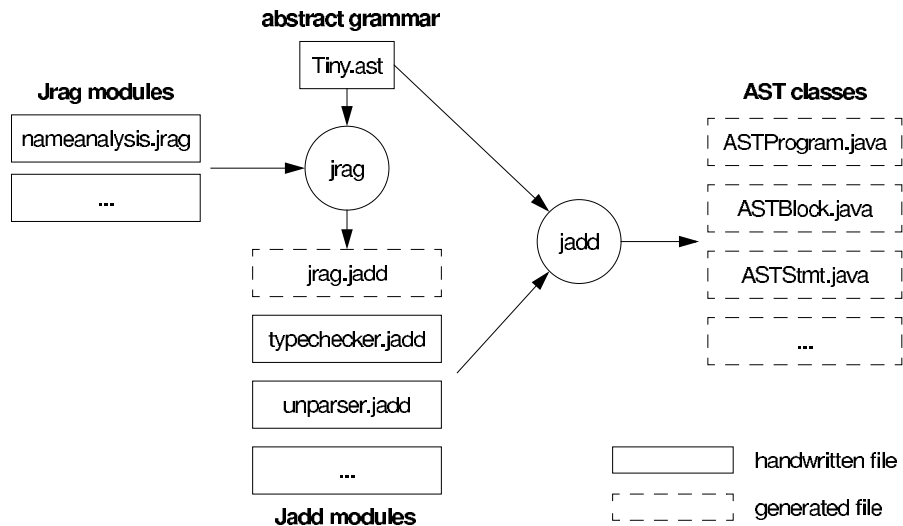 abstract grammar
Tiny.ast
Jrag modules
nameanalysis.jrag
...
jrag
jrag.jadd
typechecker.jadd
unparser.jadd
...
Jadd modules
jadd
AST classes
ASTProgram.java
ASTBlock.java
ASTStmt.java
...
handwritten file
generated file